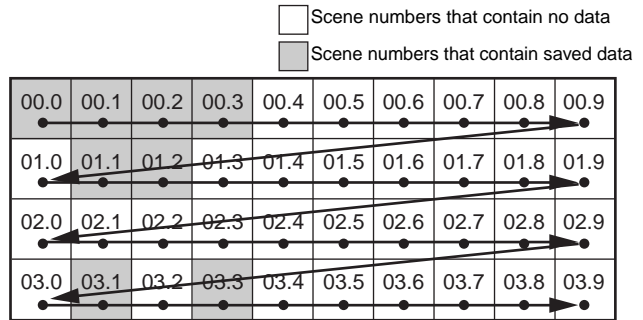 Scene numbers that contain no data
Scene numbers that contain saved data
00.0 00.1 00.2 00.3 00.4 00.5 00.6 00.7 00.8 00.9
01.0 01.1 01.2 01.3 01.4 01.5 01.6 01.7 01.8 01.9
02.0 02.1 02.2 02.3 02.4 02.5 02.6 02.7 02.8 02.9
03.0 03.1 03.2 03.3 03.4 03.5 03.6 03.7 03.8 03.9